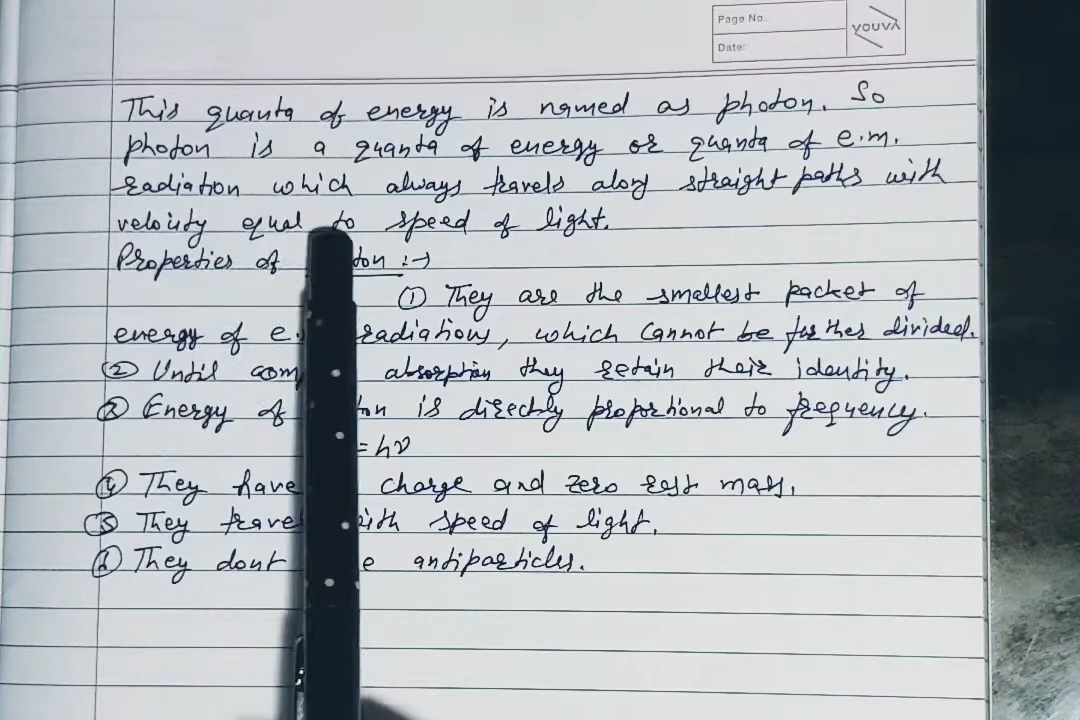 Page No.
Date:
YOUVA
This quanta of energy is named as photon. So
photon is a quanta of energy or quanta of e.m.
radiation which always travels along straight paths with
velocity equal to speed of light.
Properties of ton :→
① They are the smallest packet of
energy of e. radiations, which cannot be further divided.
② Until com absorption they retain their identity.
③ Energy of ton is directly proportional to frequency.
= hν
④ They have charge and zero rest mass.
⑤ They travel with speed of light.
⑥ They dont e antiparticles.